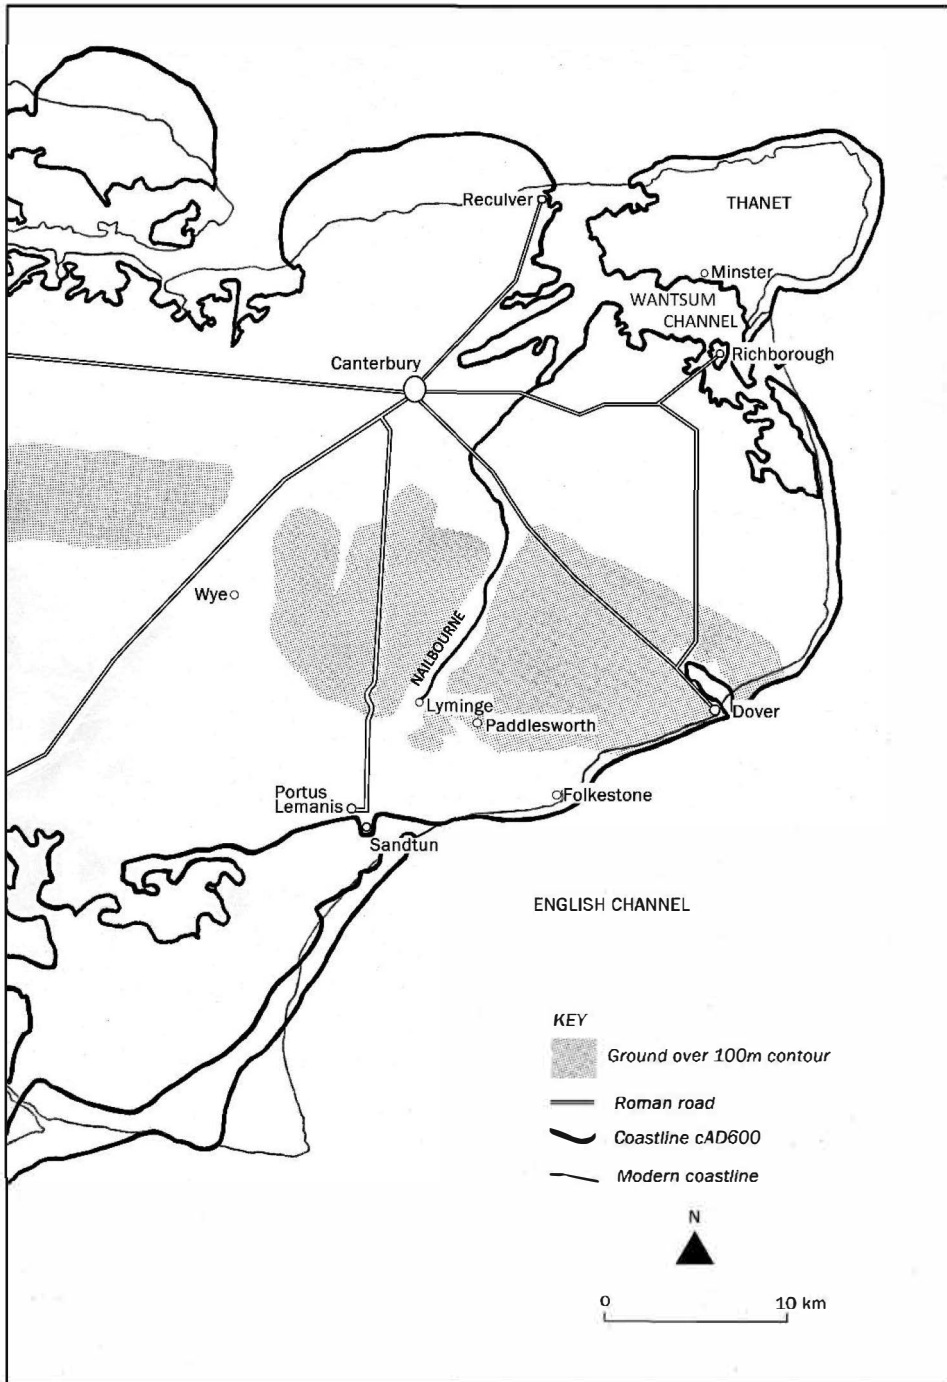 Reculver
THANET
Minster
WANTSUM
CHANNEL
Richborough
Canterbury
Wye
NAILBOURNE
Lyminge
Paddlesworth
Dover
Portus
Lemanis
Folkestone
Sandtun
ENGLISH CHANNEL
KEY
Ground over 100m contour
Roman road
Coastline cAD600
Modern coastline
N
0 10 km